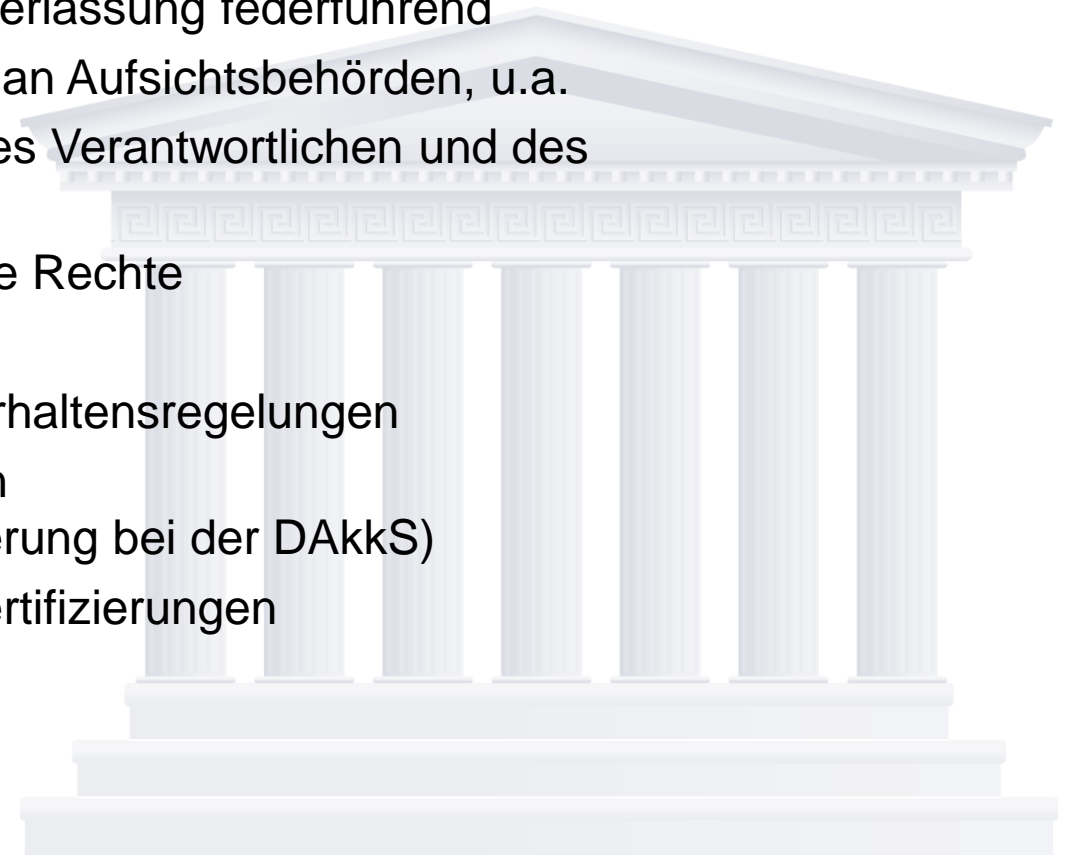 erlassung federführend
an Aufsichtsbehörden, u.a.
es Verantwortlichen und des
e Rechte
rhaltensregelungen
n
erung bei der DAkkS)
ertifizierungen